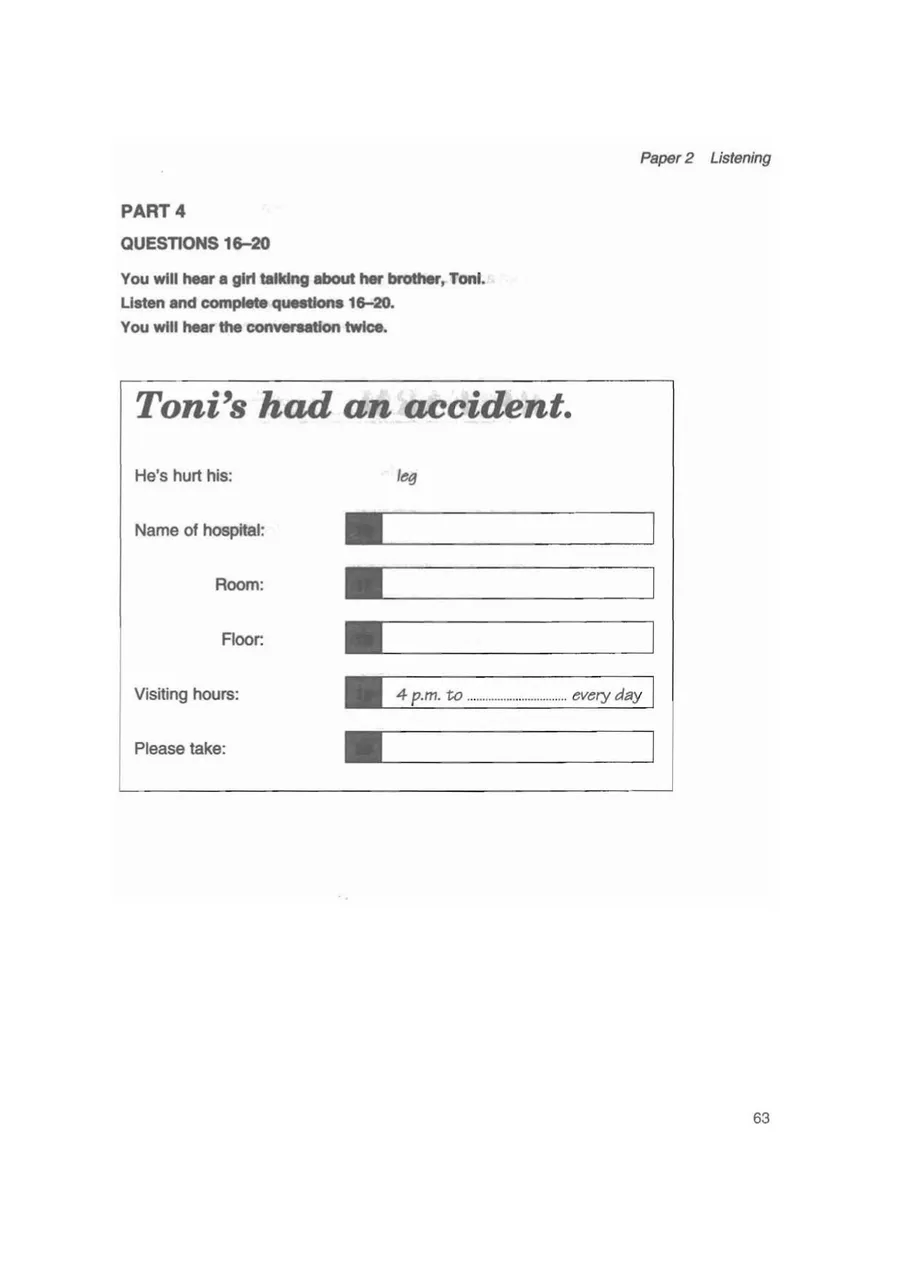 Paper 2 Listening
PART 4
QUESTIONS 16–20
You will hear a girl talking about her brother, Toni.
Listen and complete questions 16–20.
You will hear the conversation twice.
Toni's had an accident.
He's hurt his: leg
Name of hospital:
Room:
Floor:
Visiting hours: 4 p.m. to .................................. every day
Please take:
63